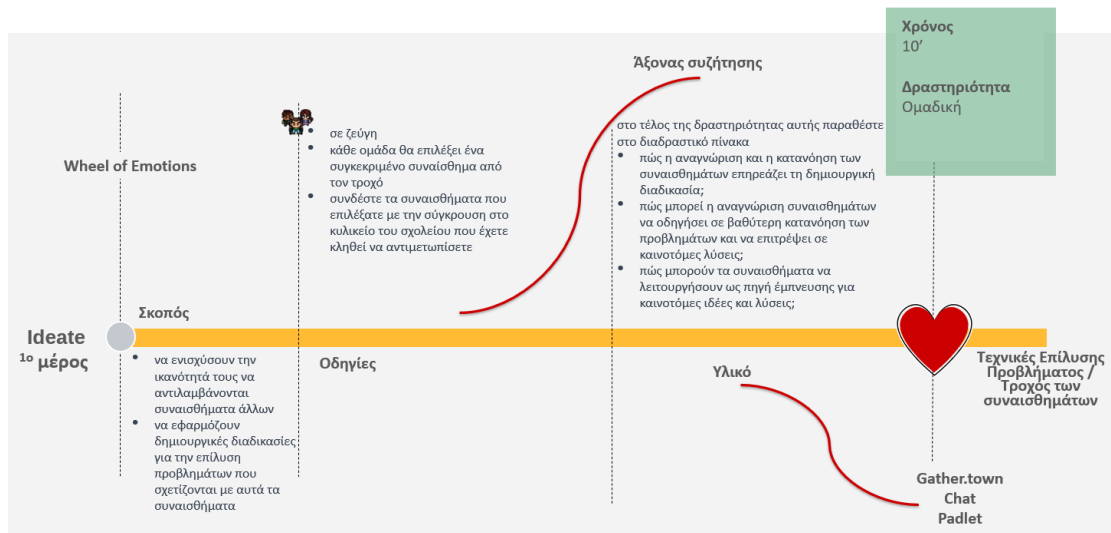 Χρόνος
10’
Δραστηριότητα
Ομαδική
Άξονας συζήτησης
Wheel of Emotions
• σε ζεύγη
• κάθε ομάδα θα επιλέξει ένα
συγκεκριμένο συναίσθημα από
τον τροχό
• συνδέστε τα συναισθήματα που
επιλέξατε με την σύγκρουση στο
κυλικείο του σχολείου που έχετε
κληθεί να αντιμετωπίσετε
στο τέλος της δραστηριότητας αυτής παραθέστε
στο διαδραστικό πίνακα
• πώς η αναγνώριση και η κατανόηση των
συναισθημάτων επηρεάζει τη δημιουργική
διαδικασία;
• πώς μπορεί η αναγνώριση συναισθημάτων
να οδηγήσει σε βαθύτερη κατανόηση των
προβλημάτων και να επιτρέψει σε
καινοτόμες λύσεις;
• πώς μπορούν τα συναισθήματα να
λειτουργήσουν ως πηγή έμπνευσης για
καινοτόμες ιδέες και λύσεις;
Σκοπός
Ideate
1ο μέρος
• να ενισχύσουν την
ικανότητά τους να
αντιλαμβάνονται
συναισθήματα άλλων
• να εφαρμόζουν
δημιουργικές διαδικασίες
για την επίλυση
προβλημάτων που
σχετίζονται με αυτά τα
συναισθήματα
Οδηγίες
Υλικό
Τεχνικές Επίλυσης
Προβλήματος /
Τροχός των
συναισθημάτων
Gather.town
Chat
Padlet